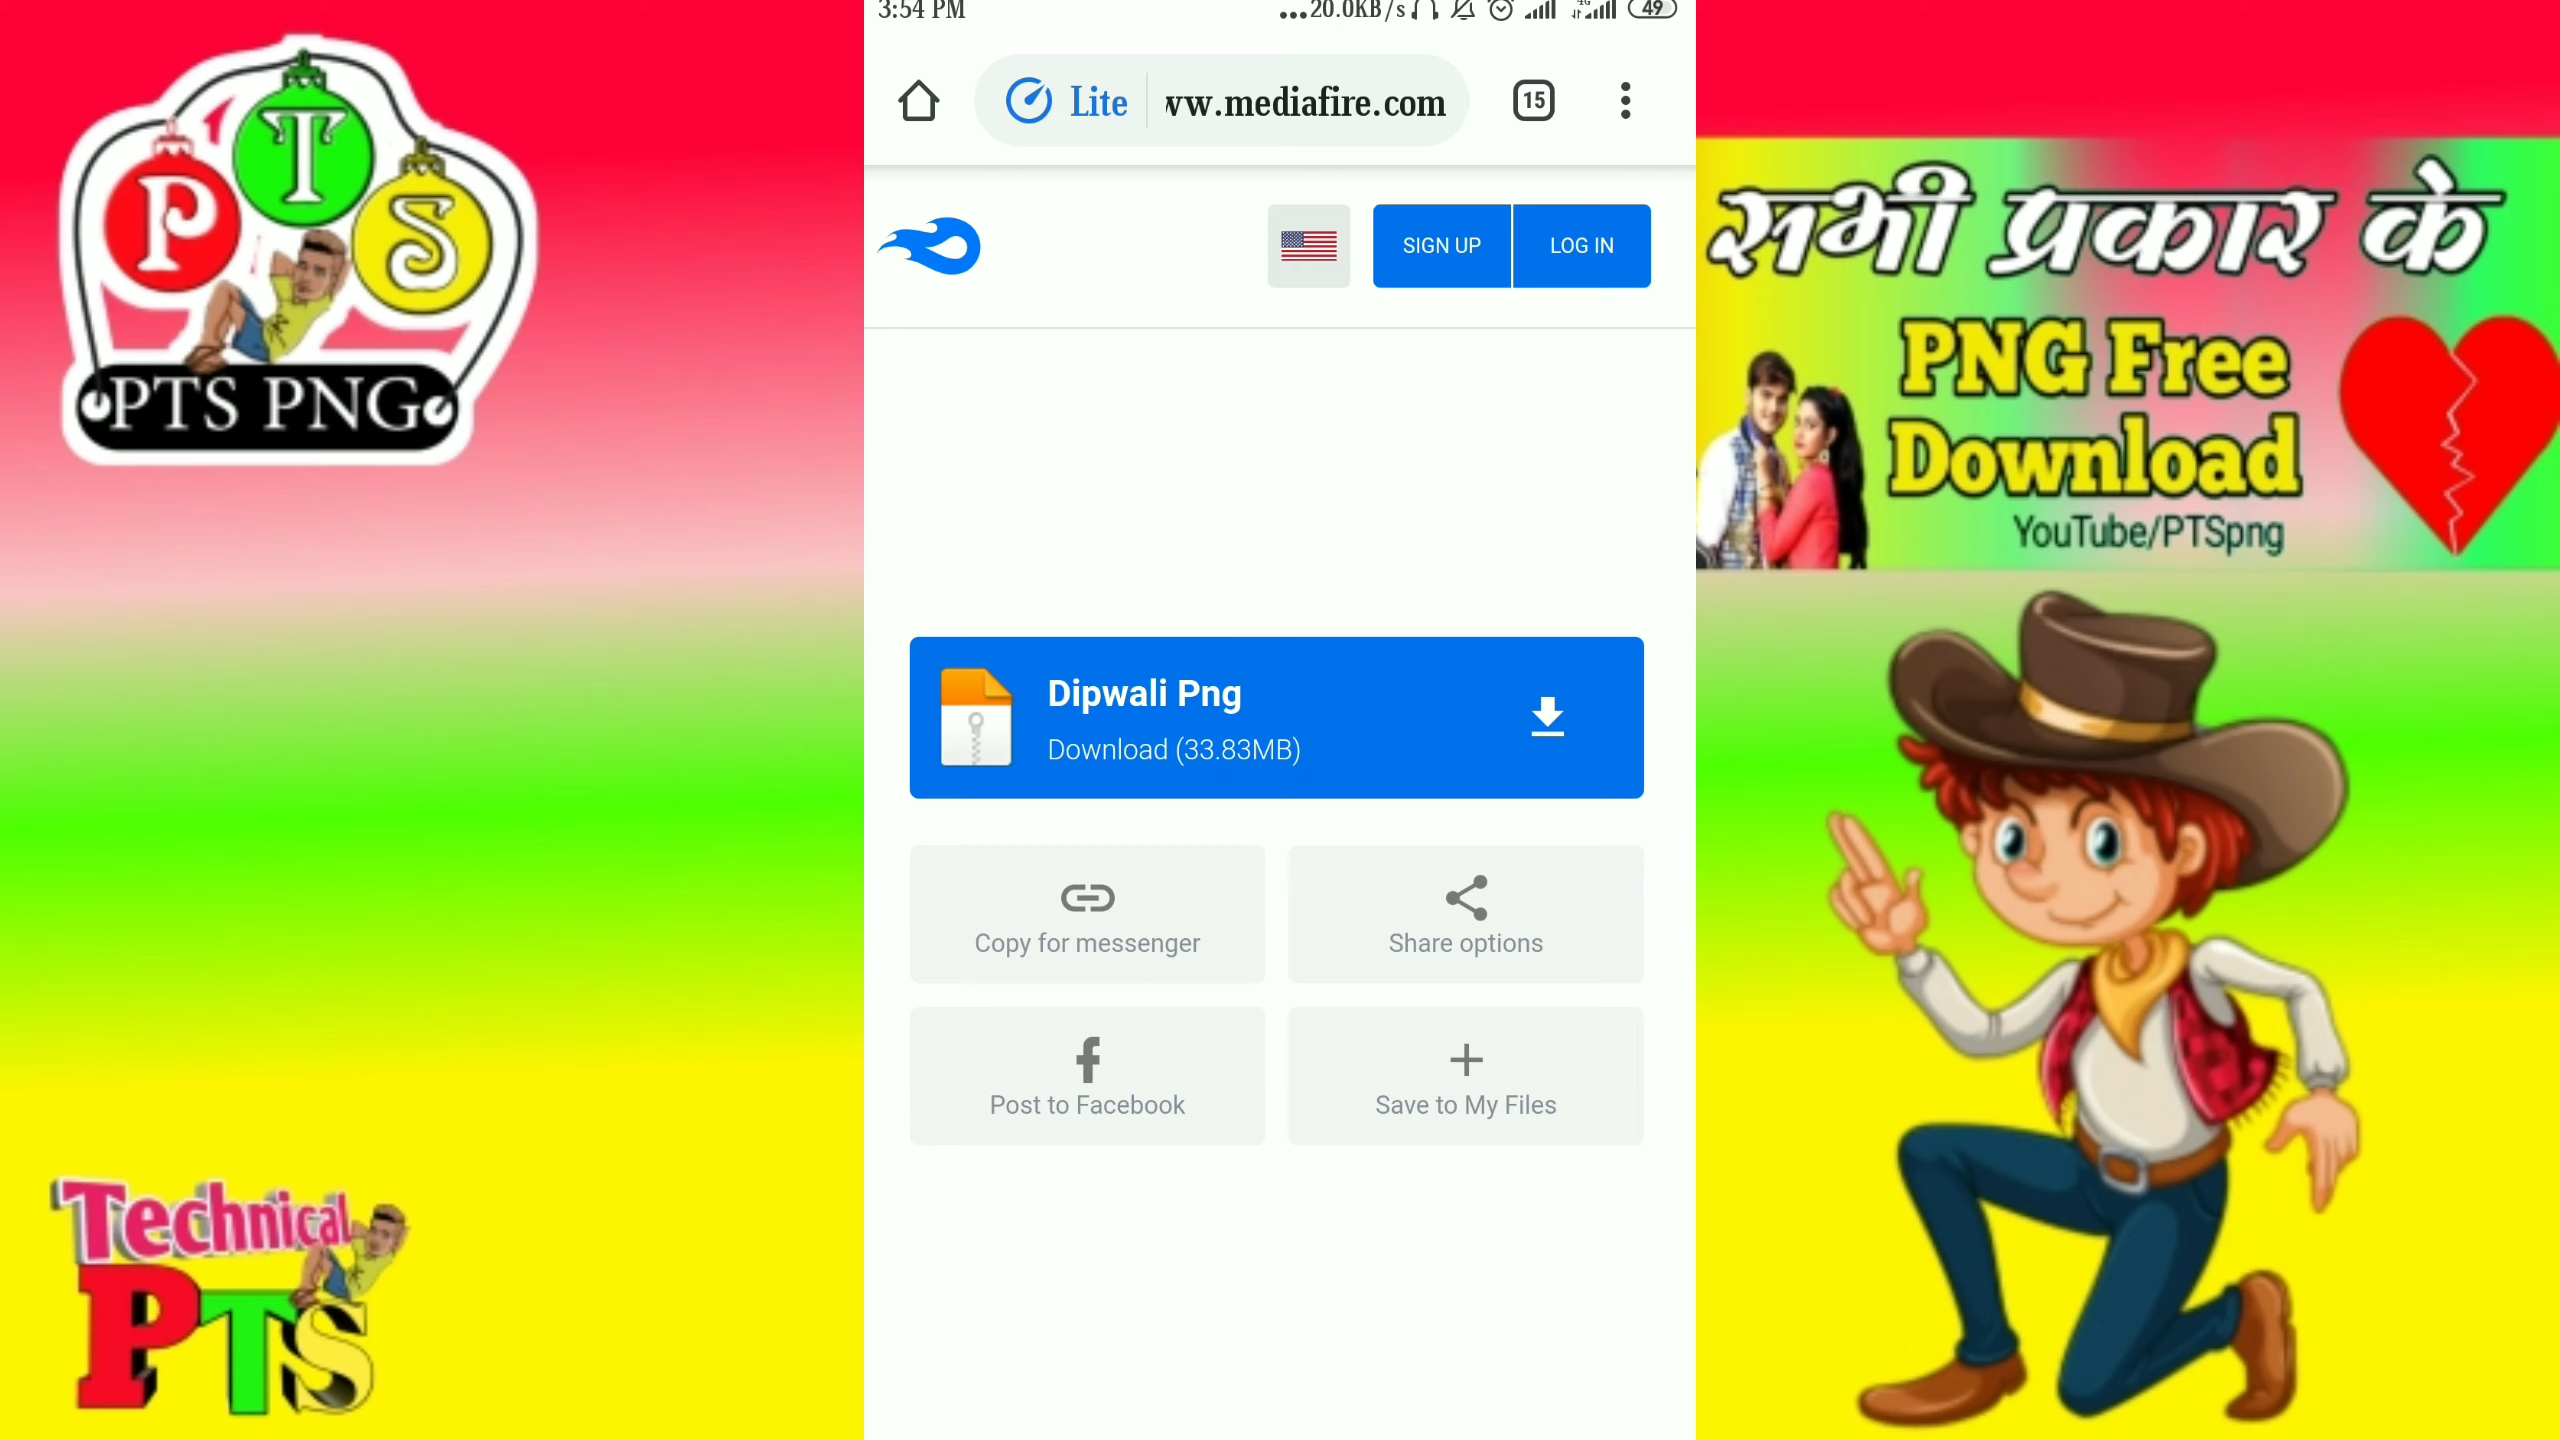 P T S
PTS PNG
Technical
PTS
3:54 PM
...20.0KB/s
4G
49
Lite
ww.mediafire.com
15
SIGN UP
LOG IN
Dipwali Png
Download (33.83MB)
Copy for messenger
Share options
Post to Facebook
Save to My Files
सभी प्रकार के
PNG Free
Download
YouTube/PTSpng